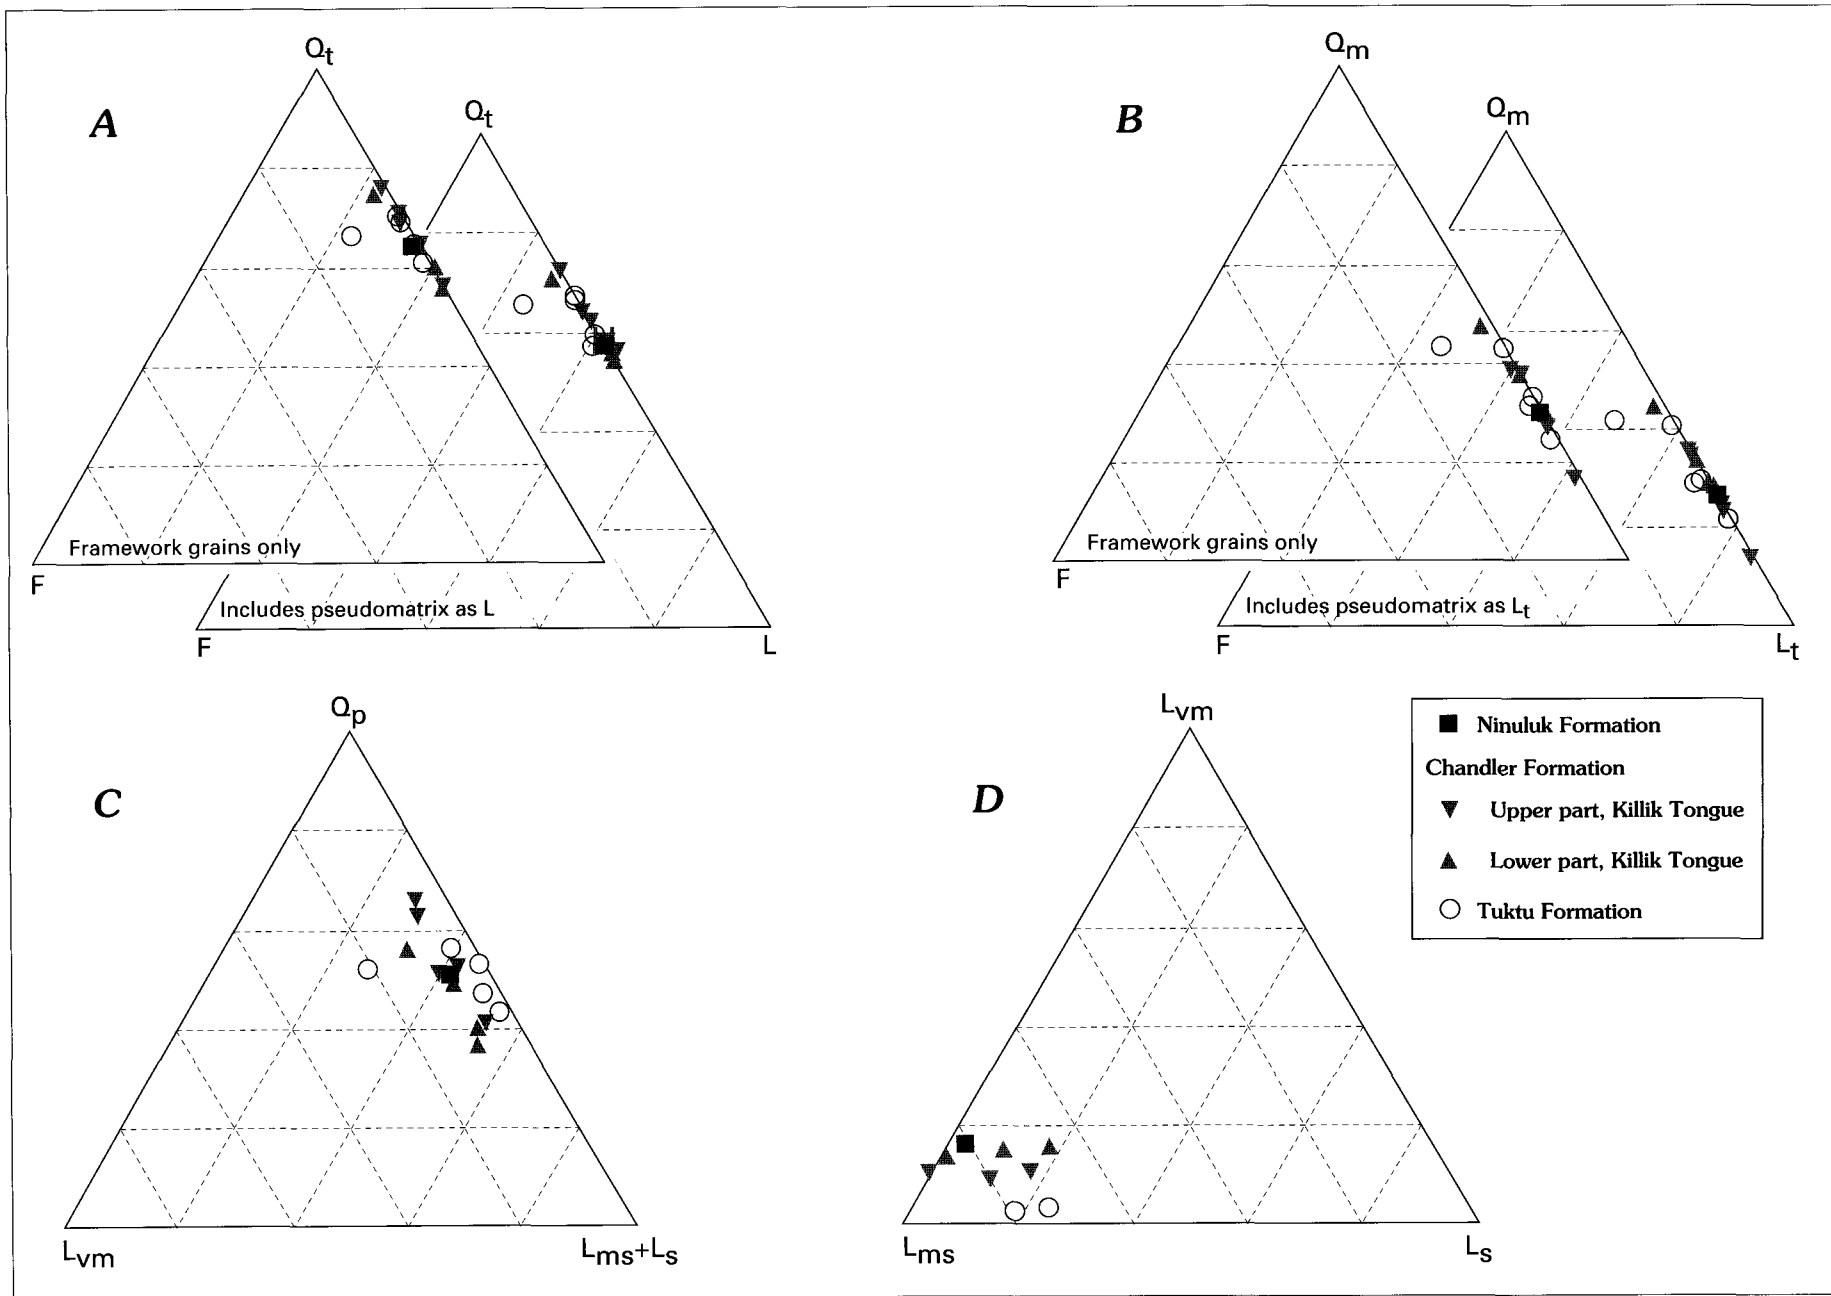 A
Qt
Qt
Framework grains only
F
Includes pseudomatrix as L
F
L
B
Qm
Qm
Framework grains only
F
Includes pseudomatrix as Lt
F
Lt
C
Qp
Lvm
Lms+Ls
D
Lvm
Lms
Ls
Ninuluk Formation
Chandler Formation
Upper part, Killik Tongue
Lower part, Killik Tongue
Tuktu Formation